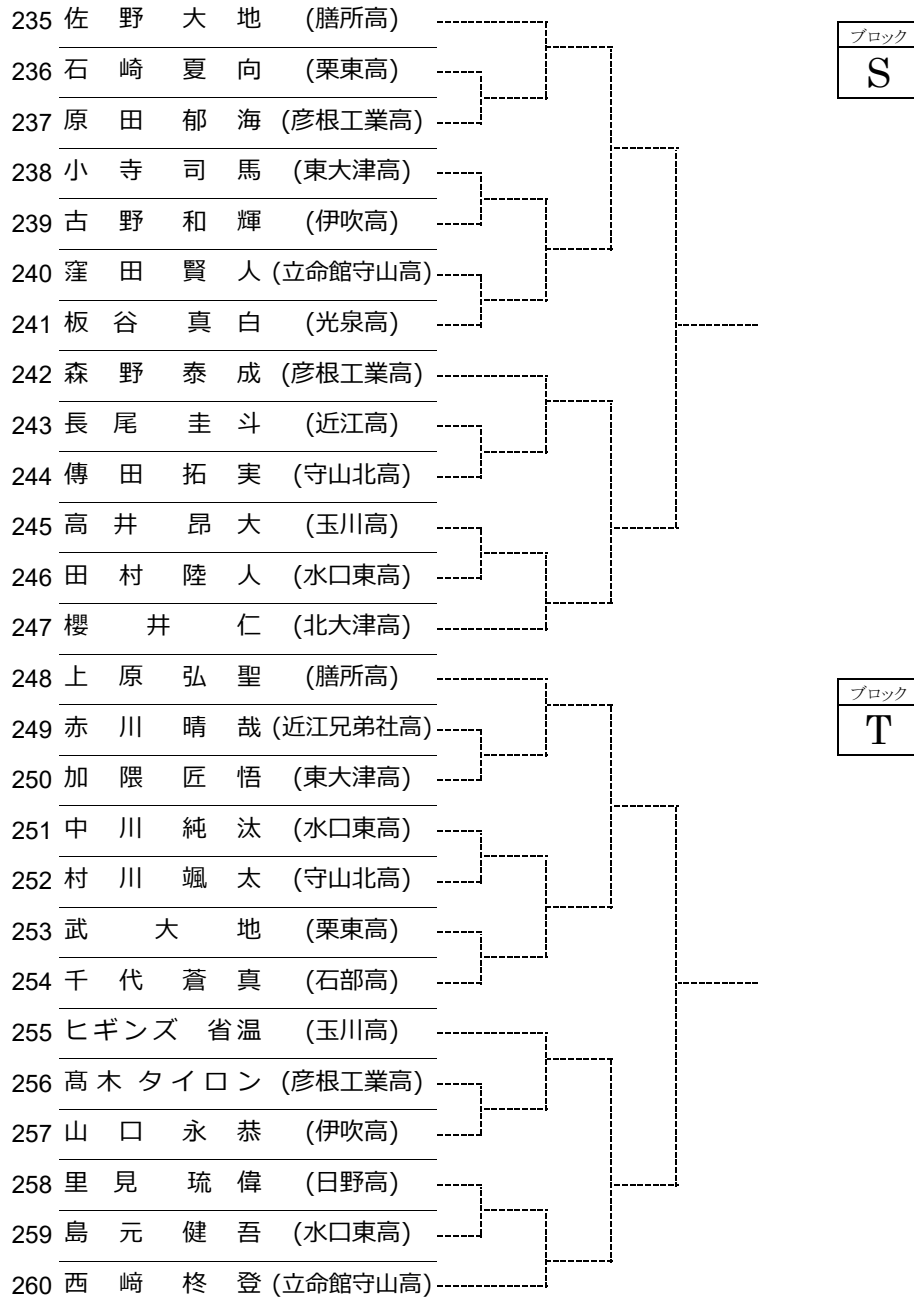 235 佐野大地 (膳所高)
ブロック
S
236 石崎夏向 (栗東高)
237 原田郁海 (彦根工業高)
238 小寺司馬 (東大津高)
239 古野和輝 (伊吹高)
240 窪田賢人 (立命館守山高)
241 板谷真白 (光泉高)
242 森野泰成 (彦根工業高)
243 長尾圭斗 (近江高)
244 傳田拓実 (守山北高)
245 高井昂大 (玉川高)
246 田村陸人 (水口東高)
247 櫻井仁 (北大津高)
248 上原弘聖 (膳所高)
ブロック
T
249 赤川晴哉 (近江兄弟社高)
250 加隈匠悟 (東大津高)
251 中川純汰 (水口東高)
252 村川颯太 (守山北高)
253 武大地 (栗東高)
254 千代蒼真 (石部高)
255 ヒギンズ 省温 (玉川高)
256 髙木タイロン (彦根工業高)
257 山口永恭 (伊吹高)
258 里見琉偉 (日野高)
259 島元健吾 (水口東高)
260 西﨑柊登 (立命館守山高)